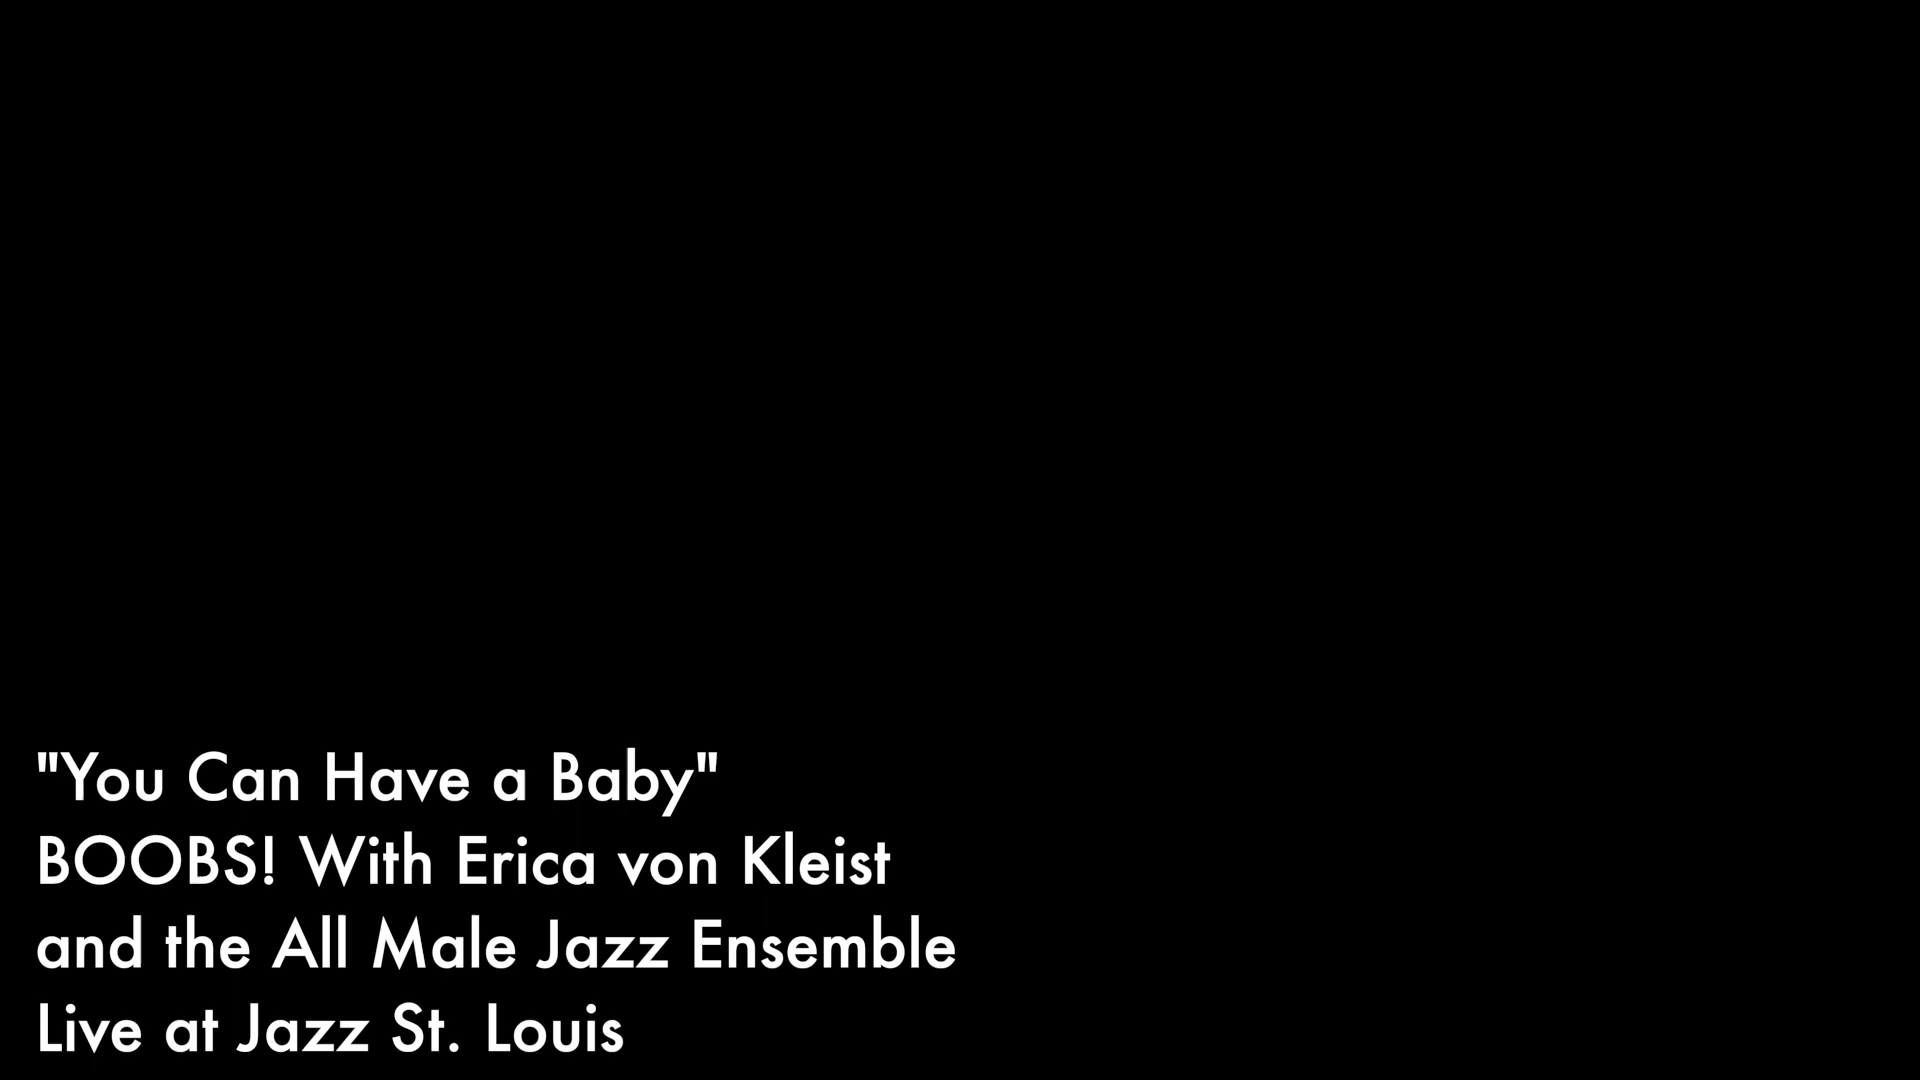 "You Can Have a Baby"
BOOBS! With Erica von Kleist
and the All Male Jazz Ensemble
Live at Jazz St. Louis